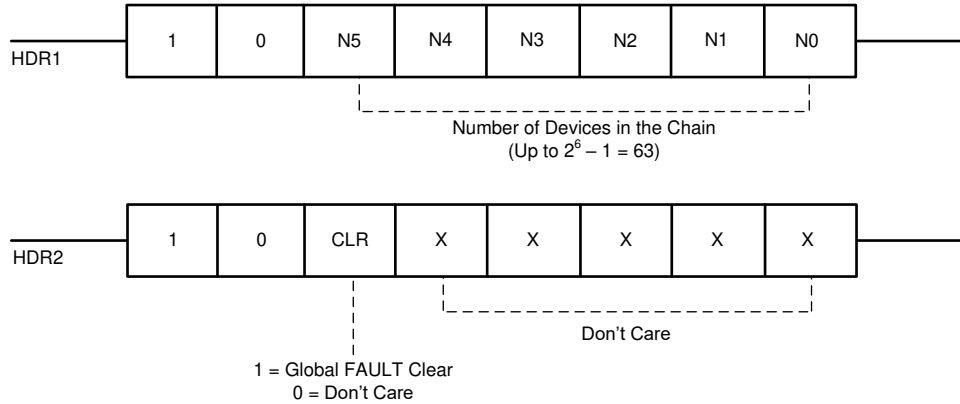 HDR1
1 0 N5 N4 N3 N2 N1 N0
Number of Devices in the Chain
(Up to 2⁶ – 1 = 63)
HDR2
1 0 CLR X X X X X
Don't Care
1 = Global FAULT Clear
0 = Don't Care